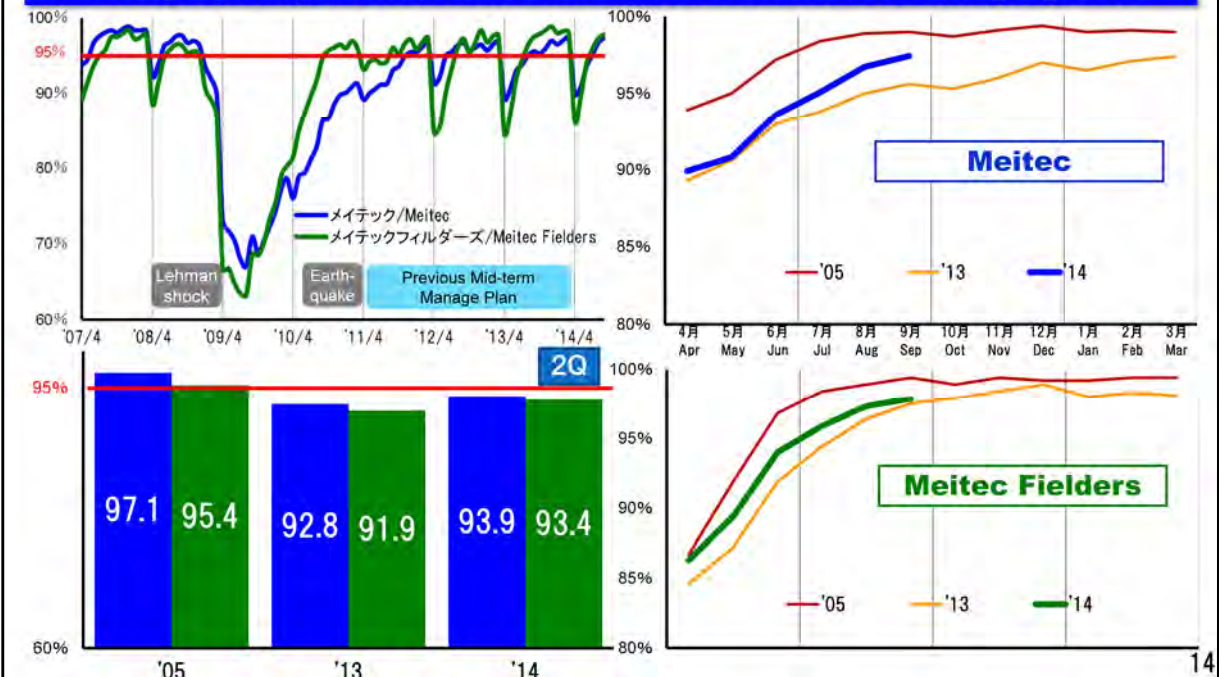 100%
95%
90%
80%
70%
60%
メイテック/Meitec
メイテックフィルダーズ/Meitec Fielders
Lehman
shock
Earth-
quake
Previous Mid-term
Manage Plan
'07/4 '08/4 '09/4 '10/4 '11/4 '12/4 '13/4 '14/4
100%
95%
90%
85%
80%
Meitec
'05 '13 '14
4月 5月 6月 7月 8月 9月 10月 11月 12月 1月 2月 3月
Apr May Jun Jul Aug Sep Oct Nov Dec Jan Feb Mar
2Q
95%
97.1 95.4 92.8 91.9 93.9 93.4
60%
'05 '13 '14
100%
95%
90%
85%
80%
Meitec Fielders
'05 '13 '14
14